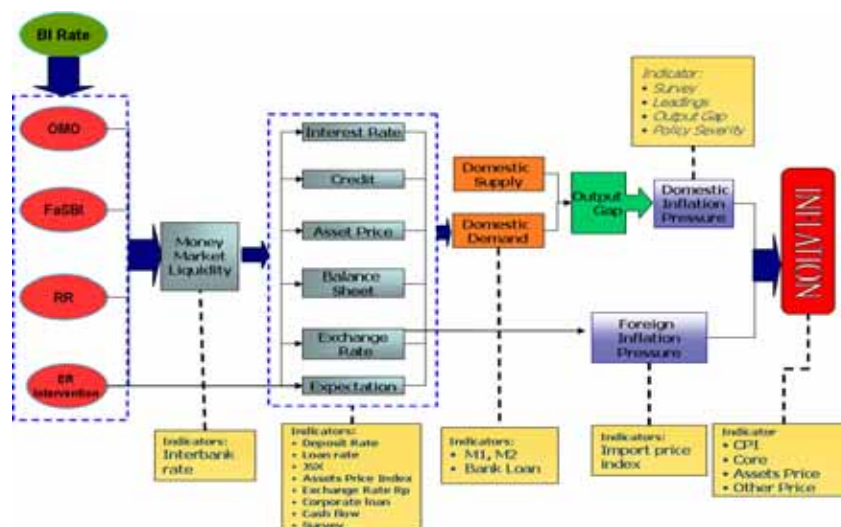 BI Rate
OMO
FaSBI
RR
ER
Intervention
Money
Market
Liquidity
Indicators:
Interbank
rate
Interest Rate
Credit
Asset Price
Balance
Sheet
Exchange
Rate
Expectation
Indicators:
• Deposit Rate
• Loan rate
• JSX
• Assets Price Index
• Exchange Rate Rp
• Corporate loan
• Cash flow
• Survey
Domestic
Supply
Domestic
Demand
Indicators:
• M1, M2
• Bank Loan
Output
Gap
Indicator:
• Survey
• Leadings
• Output Gap
• Policy Severity
Domestic
Inflation
Pressure
Foreign
Inflation
Pressure
Indicators:
Import price
index
INFLATION
Indicator
• CPI
• Core
• Assets Price
• Other Price